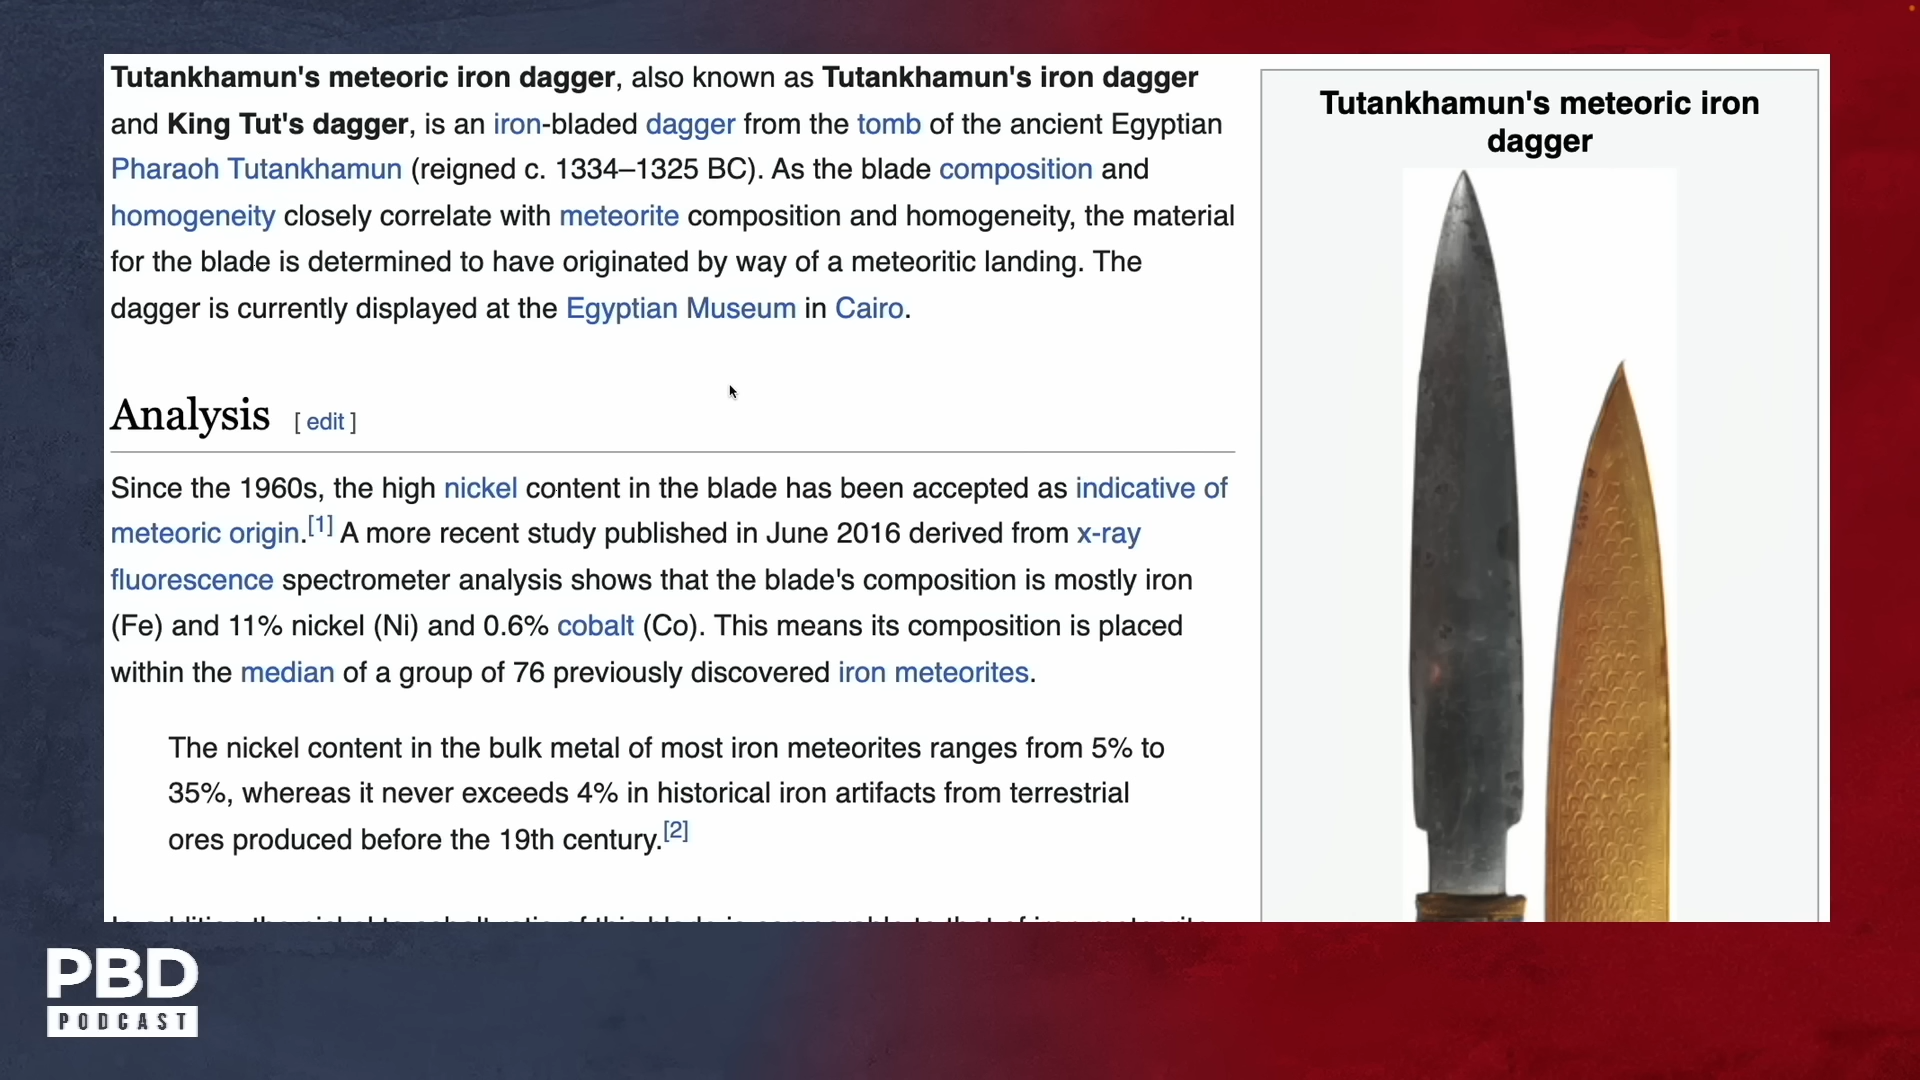 Tutankhamun's meteoric iron dagger, also known as Tutankhamun's iron dagger
and King Tut's dagger, is an iron-bladed dagger from the tomb of the ancient Egyptian
Pharaoh Tutankhamun (reigned c. 1334–1325 BC). As the blade composition and
homogeneity closely correlate with meteorite composition and homogeneity, the material
for the blade is determined to have originated by way of a meteoritic landing. The
dagger is currently displayed at the Egyptian Museum in Cairo.
Analysis [ edit ]
Since the 1960s, the high nickel content in the blade has been accepted as indicative of
meteoric origin.[1] A more recent study published in June 2016 derived from x-ray
fluorescence spectrometer analysis shows that the blade's composition is mostly iron
(Fe) and 11% nickel (Ni) and 0.6% cobalt (Co). This means its composition is placed
within the median of a group of 76 previously discovered iron meteorites.
The nickel content in the bulk metal of most iron meteorites ranges from 5% to
35%, whereas it never exceeds 4% in historical iron artifacts from terrestrial
ores produced before the 19th century.[2]
Tutankhamun's meteoric iron
dagger
PBD
PODCAST